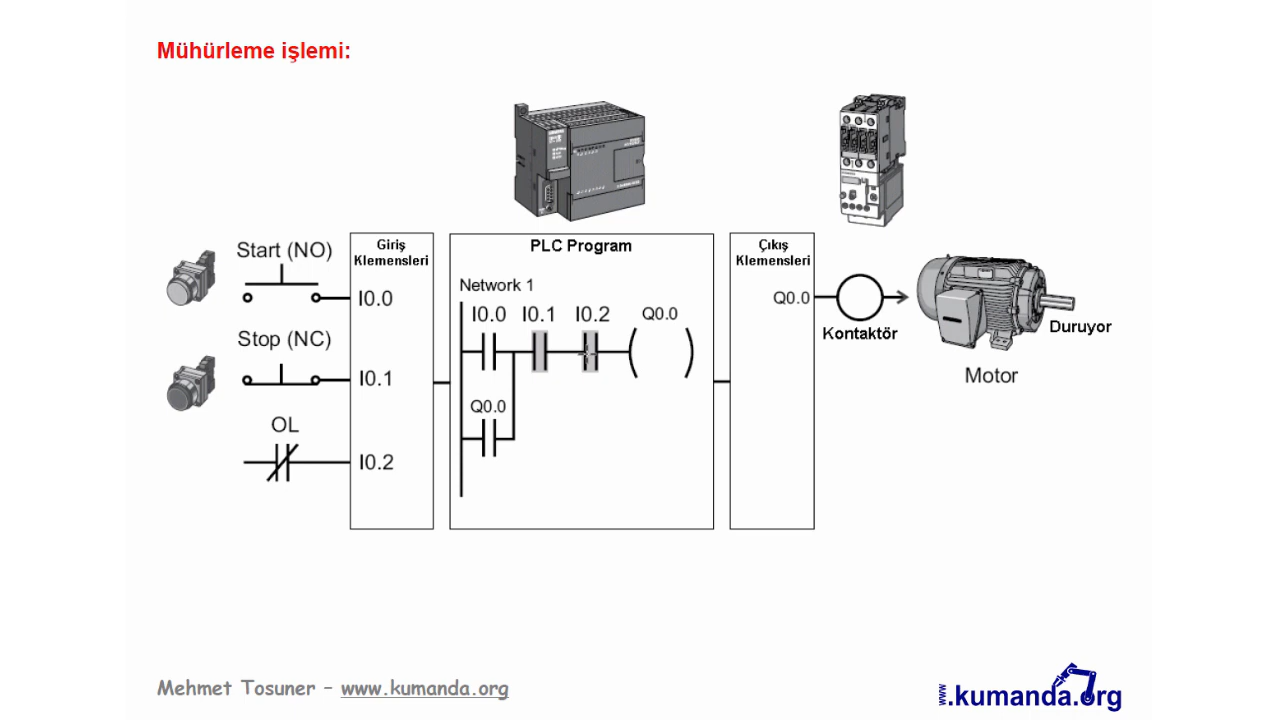 Mühürleme işlemi:
Start (NO)
I0.0
Stop (NC)
I0.1
OL
I0.2
Giriş
Klemensleri
PLC Program
Network 1
I0.0 I0.1 I0.2 Q0.0
Q0.0
Çıkış
Klemensleri
Q0.0
Kontaktör
Duruyor
Motor
Mehmet Tosuner – www.kumanda.org
www.kumanda.org